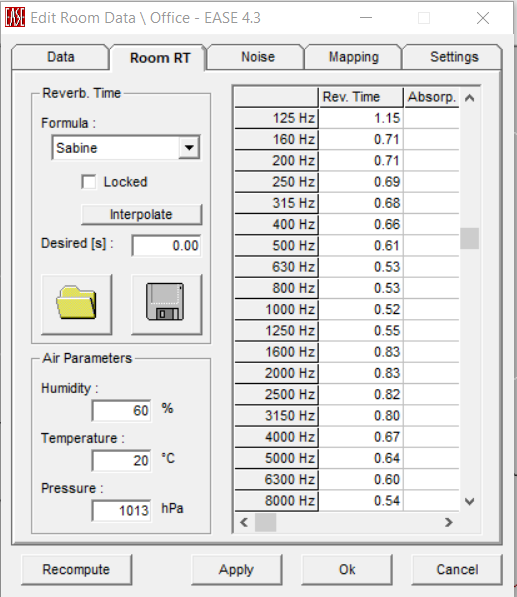 EASE Edit Room Data \ Office - EASE 4.3
Data Room RT Noise Mapping Settings
Reverb. Time
Formula :
Sabine
Locked
Interpolate
Desired [s] : 0.00
Air Parameters
Humidity :
60 %
Temperature :
20 °C
Pressure :
1013 hPa
Rev. Time Absorp.
125 Hz 1.15
160 Hz 0.71
200 Hz 0.71
250 Hz 0.69
315 Hz 0.68
400 Hz 0.66
500 Hz 0.61
630 Hz 0.53
800 Hz 0.53
1000 Hz 0.52
1250 Hz 0.55
1600 Hz 0.83
2000 Hz 0.83
2500 Hz 0.82
3150 Hz 0.80
4000 Hz 0.67
5000 Hz 0.64
6300 Hz 0.60
8000 Hz 0.54
Recompute Apply Ok Cancel